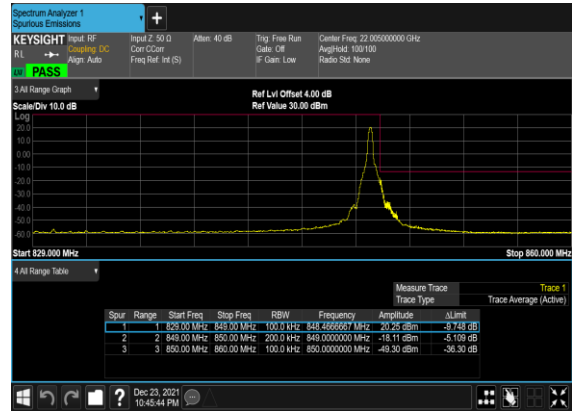 Spectrum Analyzer 1
Spurious Emissions
+
KEYSIGHT Input: RF Input Z: 50 Ω Atten: 40 dB Trig: Free Run Center Freq: 22.005000000 GHz
Coupling: DC Corr CCorr Gate: Off Avg|Hold: 100/100
RL Align: Auto Freq Ref: Int (S) IF Gain: Low Radio Std: None
PASS
3 All Range Graph
Ref Lvl Offset 4.00 dB
Scale/Div 10.0 dB Ref Value 30.00 dBm
Log
20.0
10.0
0.00
-10.0
-20.0
-30.0
-40.0
-50.0
-60.0
Start 829.000 MHz Stop 860.000 MHz
4 All Range Table
Measure Trace Trace 1
Trace Type Trace Average (Active)
Spur Range Start Freq Stop Freq RBW Frequency Amplitude ΔLimit
1 1 829.00 MHz 849.00 MHz 100.0 kHz 848.4666667 MHz 20.25 dBm -9.748 dB
2 2 849.00 MHz 850.00 MHz 200.0 kHz 849.0000000 MHz -18.11 dBm -5.109 dB
3 3 850.00 MHz 860.00 MHz 100.0 kHz 850.0000000 MHz -49.30 dBm -36.30 dB
? Dec 23, 2021
10:45:44 PM